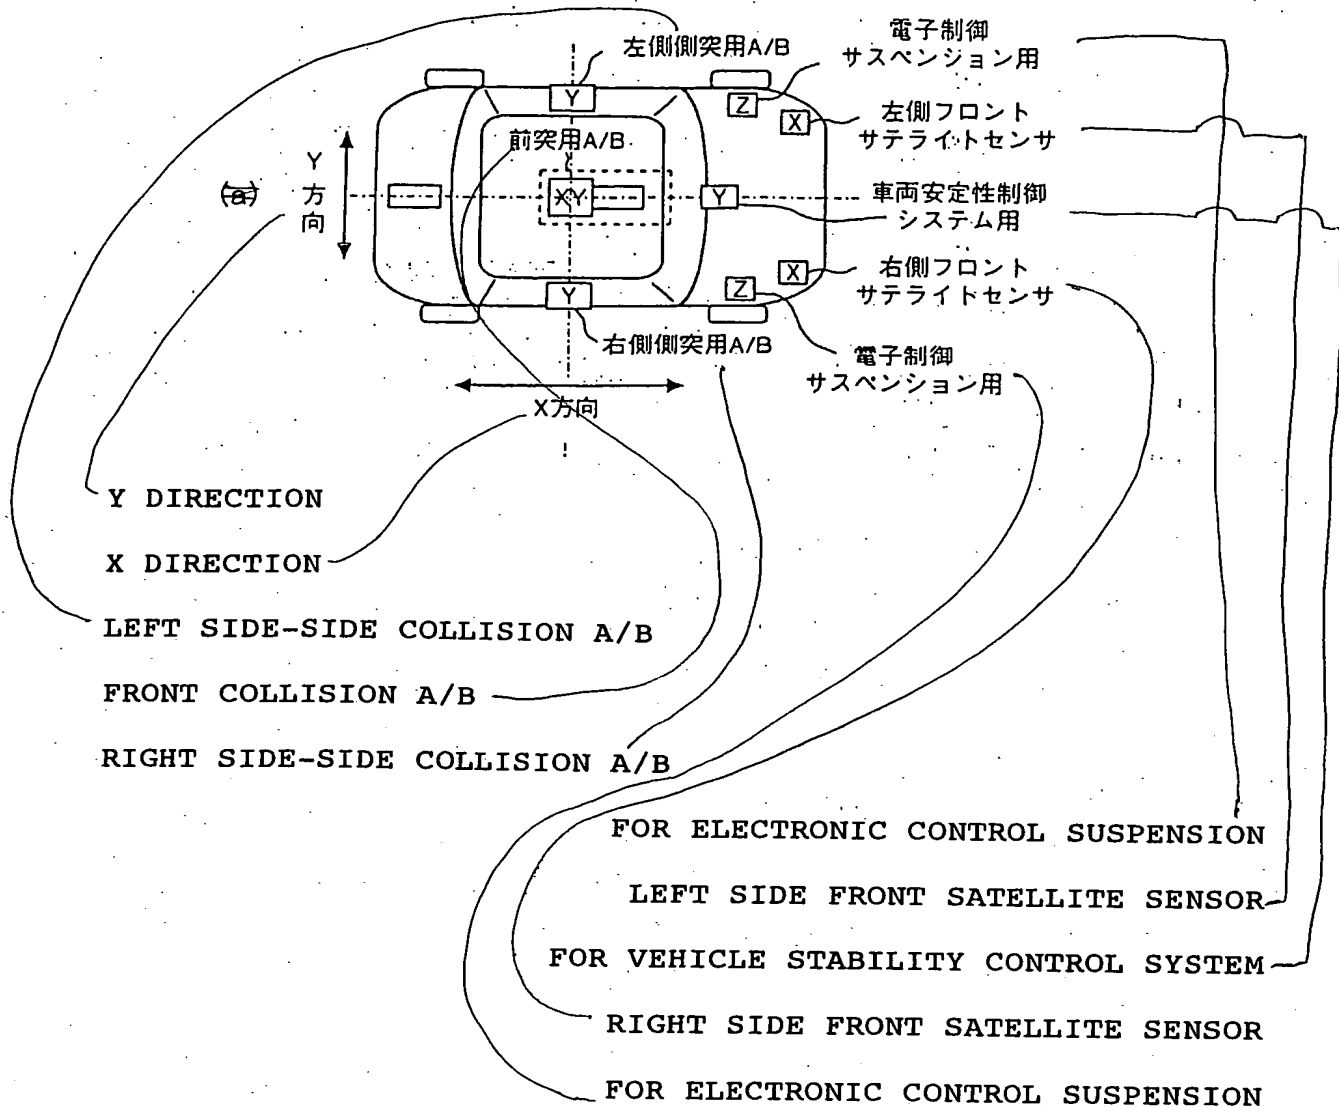 電子制御
サスペンション用
左側側突用A/B
Y
Z
X
左側フロント
サテライトセンサ
前突用A/B
Y
方
向
(a)
XY
Y
車両安定性制御
システム用
X
右側フロント
サテライトセンサ
Z
Y
右側側突用A/B
電子制御
サスペンション用
X方向
Y DIRECTION
X DIRECTION
LEFT SIDE-SIDE COLLISION A/B
FRONT COLLISION A/B
RIGHT SIDE-SIDE COLLISION A/B
FOR ELECTRONIC CONTROL SUSPENSION
LEFT SIDE FRONT SATELLITE SENSOR
FOR VEHICLE STABILITY CONTROL SYSTEM
RIGHT SIDE FRONT SATELLITE SENSOR
FOR ELECTRONIC CONTROL SUSPENSION